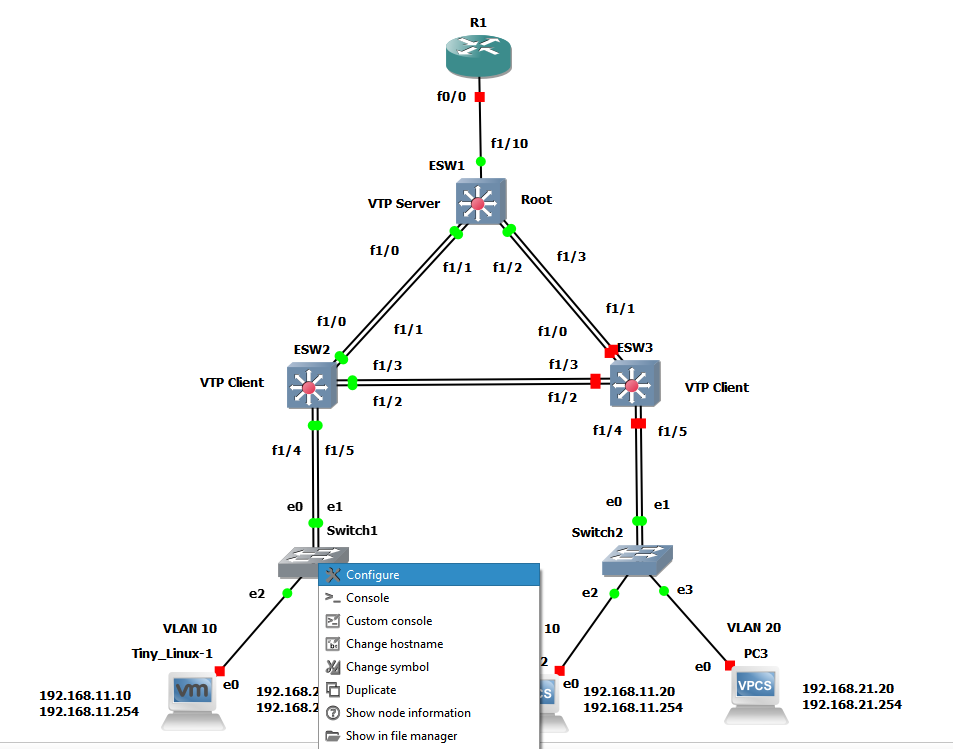 R1
f0/0
f1/10
ESW1
VTP Server
Root
f1/0
f1/1
f1/2
f1/3
f1/0
f1/1
f1/0
f1/1
ESW2
ESW3
VTP Client
f1/3
f1/2
f1/3
f1/2
VTP Client
f1/4
f1/5
f1/4
f1/5
e0
e1
Switch1
e0
e1
Switch2
Configure
Console
Custom console
Change hostname
Change symbol
Duplicate
Show node information
Show in file manager
e2
VLAN 10
Tiny_Linux-1
vm
e0
192.168.11.10
192.168.11.254
192.168.2
192.168.2
e2
e3
10
2
CS
e0
192.168.11.20
192.168.11.254
VLAN 20
PC3
e0
VPCS
192.168.21.20
192.168.21.254